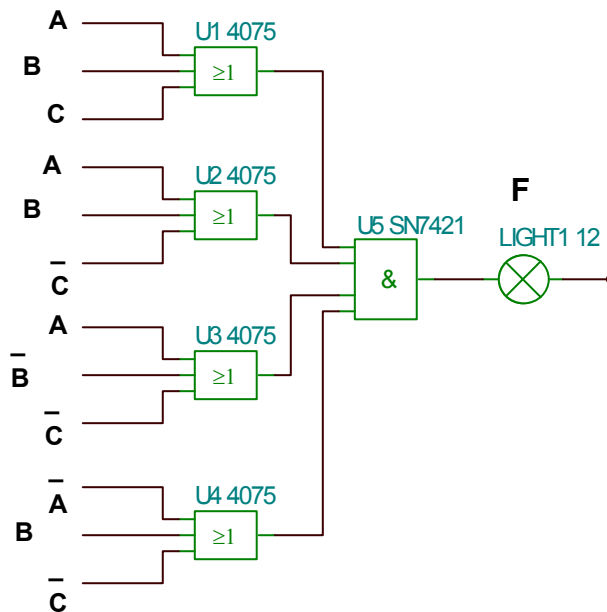 A
U1 4075
B
≥1
C
A
U2 4075
B
≥1
F
U5 SN7421
LIGHT1 12
C̅
&
A
U3 4075
B̅
≥1
C̅
A̅
U4 4075
B
≥1
C̅